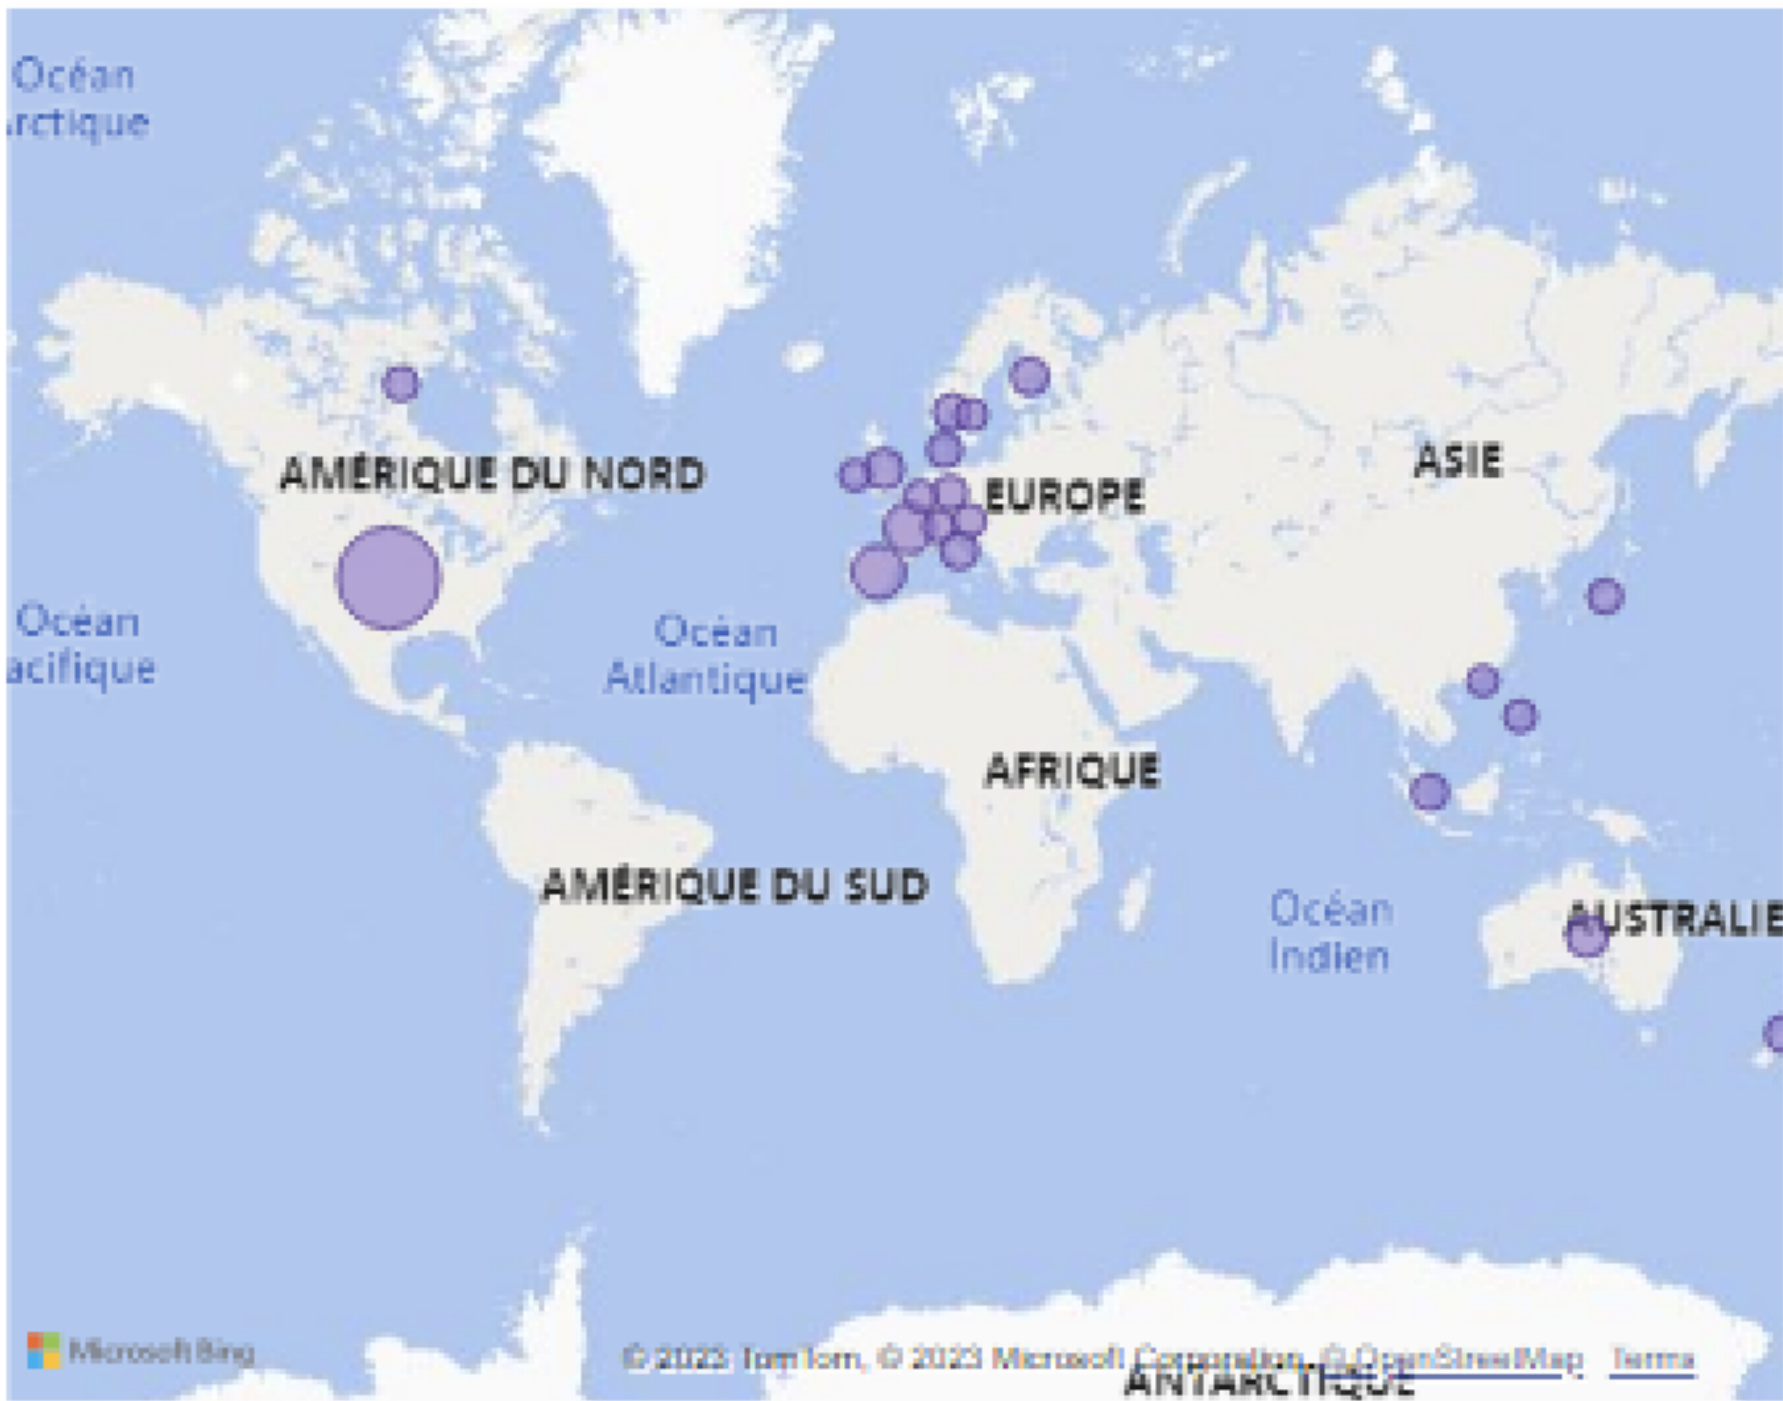 Océan
rctique
AMÉRIQUE DU NORD
EUROPE
ASIE
Océan
acifique
Océan
Atlantique
AFRIQUE
AMÉRIQUE DU SUD
Océan
Indien
AUSTRALIE
Microsoft Bing
© 2023 TomTom, © 2023 Microsoft Corporation, © OpenStreetMap Terms
ANTARCTIQUE